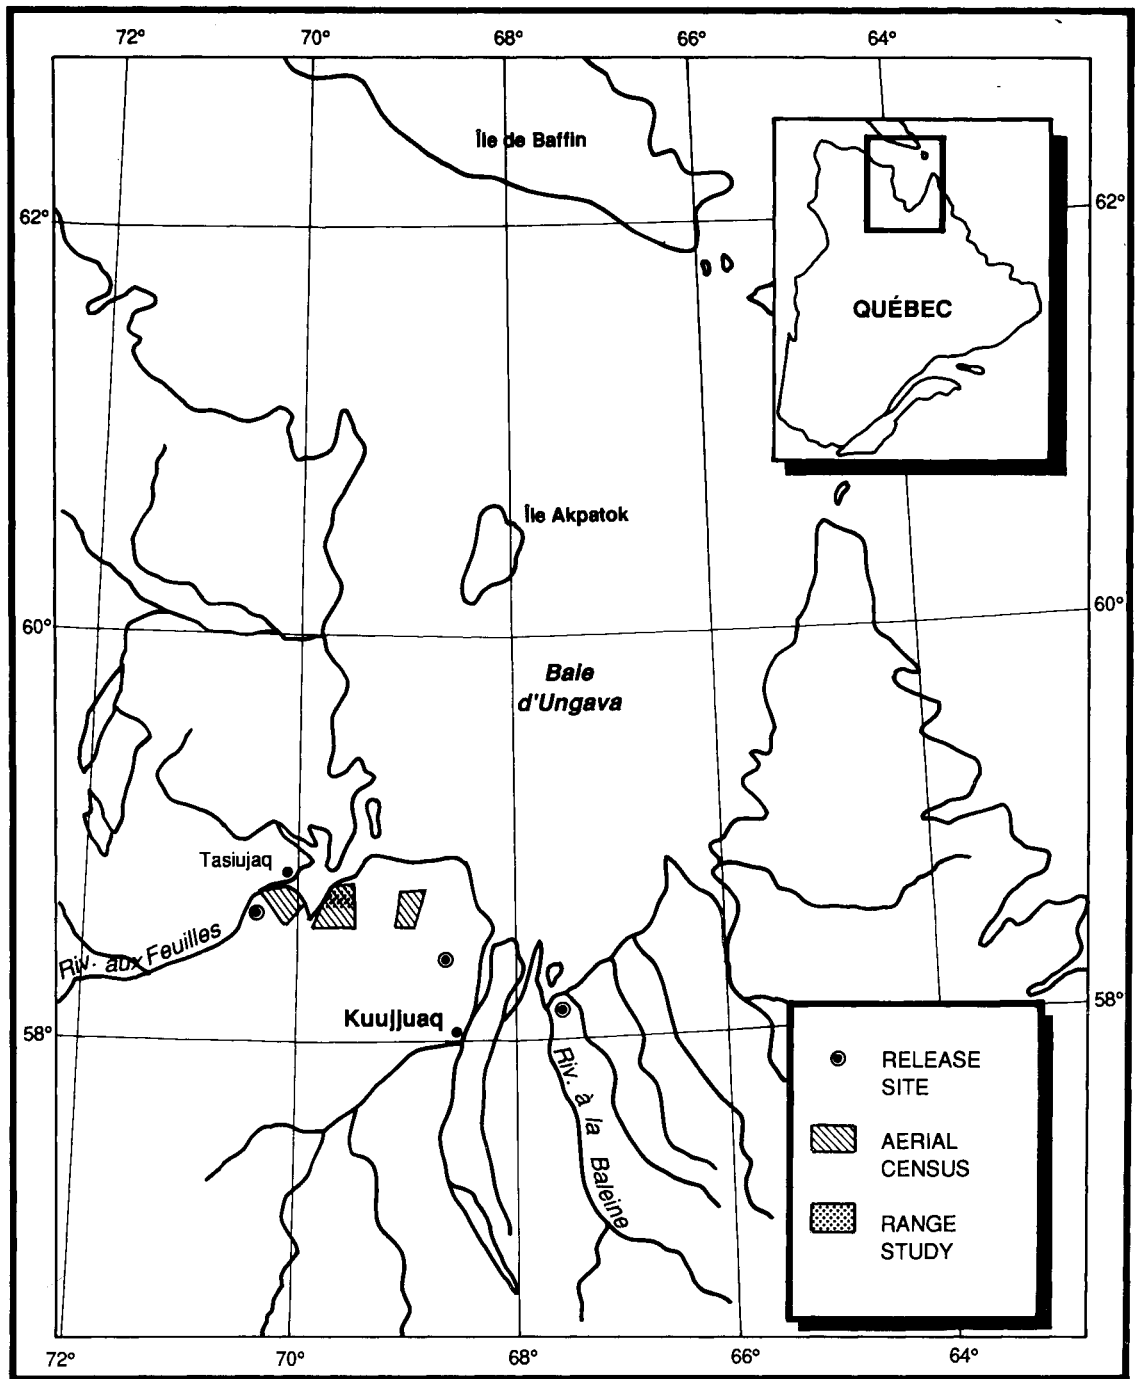 72° 70° 68° 66° 64°
Île de Baffin
62° 62°
QUÉBEC
Île Akpatok
60° 60°
Baie
d'Ungava
Tasiujaq
Riv. aux Feuilles
Kuujjuaq
58° 58°
Riv. à la Baleine
RELEASE
SITE
AERIAL
CENSUS
RANGE
STUDY
72° 70° 68° 66° 64°